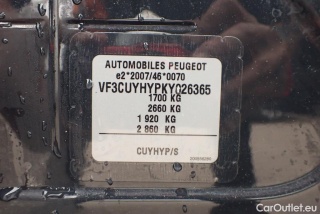 AUTOMOBILES PEUGEOT
e2*2007/46*0070
VF3CUYHYPKY026365
1700 KG
2660 KG
1 920 KG
2 860 KG
CUYHYP/S
CarOutlet.eu